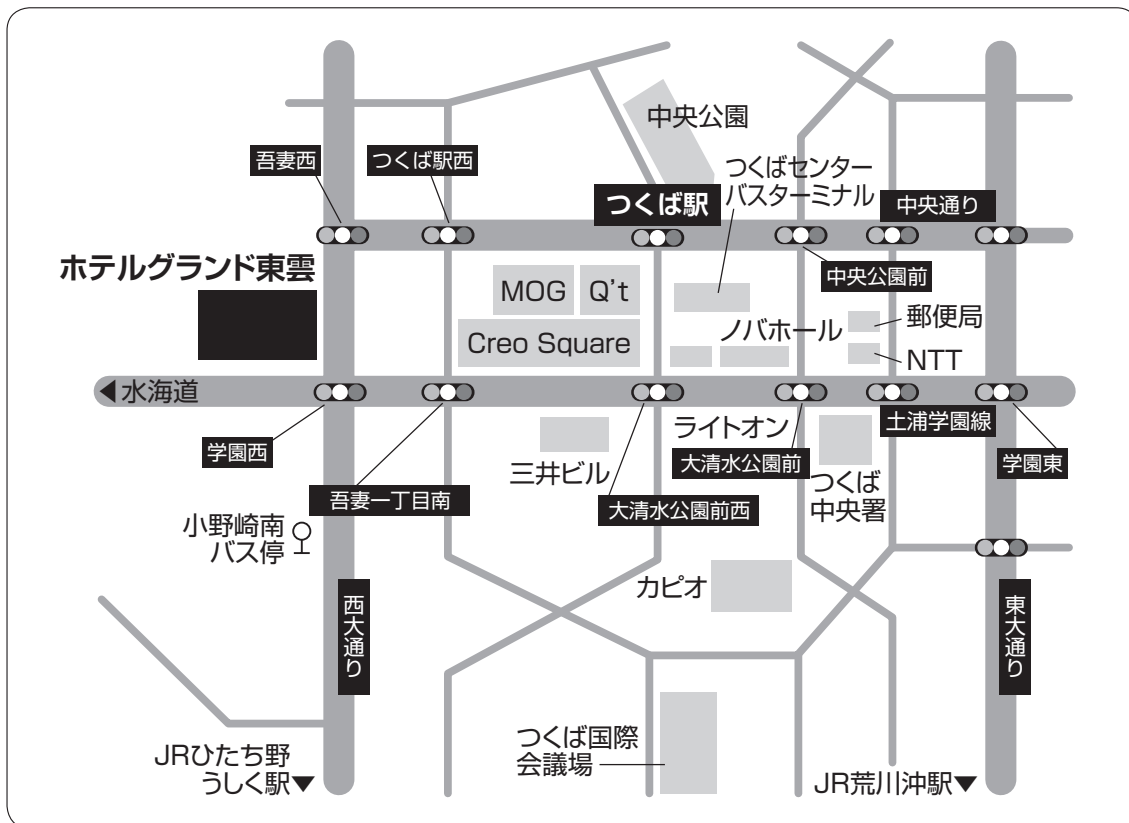 中央公園
吾妻西
つくば駅西
つくばセンター
バスターミナル
つくば駅
中央通り
ホテルグランド東雲
中央公園前
MOG
Q't
ノバホール
郵便局
Creo Square
NTT
◀水海道
ライトオン
土浦学園線
学園西
三井ビル
大清水公園前
学園東
吾妻一丁目南
大清水公園前西
つくば
中央署
小野崎南
バス停
カピオ
西大通り
東大通り
つくば国際
会議場
JRひたち野
うしく駅▼
JR荒川沖駅▼